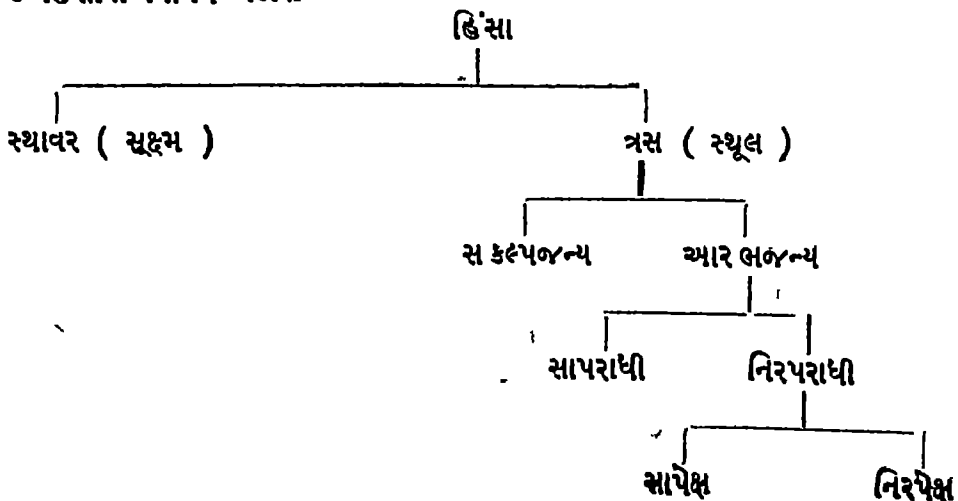 હિંસા
સ્થાવર ( સૂક્ષ્મ ) ત્રસ ( સ્થૂલ )
સ કલ્પજન્ય આર ભજન્ય
સાપરાધી નિરપરાધી
સાપેક્ષ નિરપેક્ષ